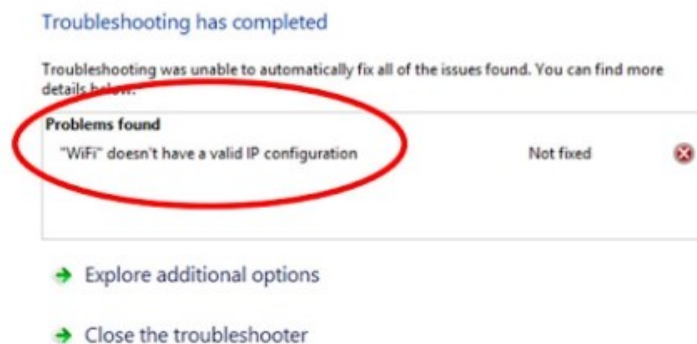 Troubleshooting has completed
Troubleshooting was unable to automatically fix all of the issues found. You can find more
details below.
Problems found
"WiFi" doesn't have a valid IP configuration Not fixed
Explore additional options
Close the troubleshooter